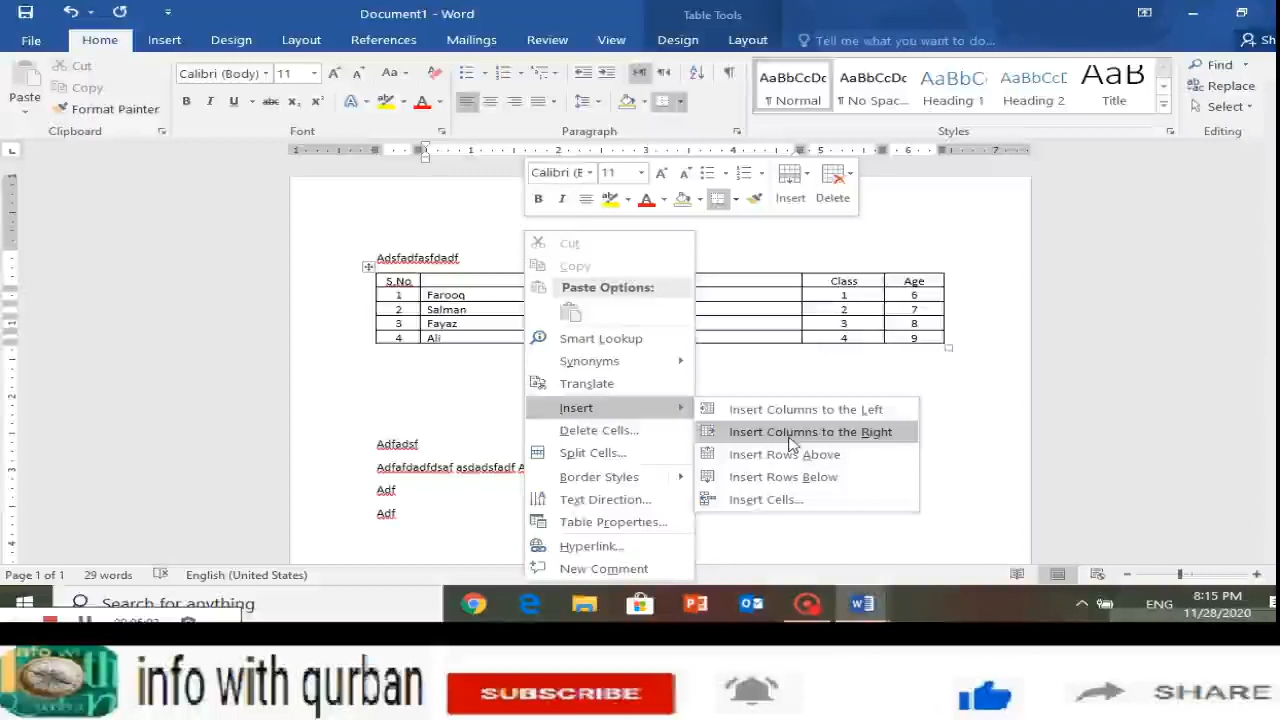 Document1 - Word
Table Tools
File Home Insert Design Layout References Mailings Review View Design Layout Tell me what you want to do... Sh
Paste
Cut
Copy
Format Painter
Clipboard
Calibri (Body) 11
Font
Paragraph
AaBbCcDc AaBbCcDc AaBbC AaBbCcD AaB
¶ Normal ¶ No Spac... Heading 1 Heading 2 Title
Styles
Find
Replace
Select
Editing
Calibri (E 11
Insert Delete
Adsfadfasfdadf
S.No Class Age
1 Farooq 1 6
2 Salman 2 7
3 Fayaz 3 8
4 Ali 4 9
Cut
Copy
Paste Options:
Smart Lookup
Synonyms
Translate
Insert
Delete Cells...
Split Cells...
Border Styles
Text Direction...
Table Properties...
Hyperlink...
New Comment
Insert Columns to the Left
Insert Columns to the Right
Insert Rows Above
Insert Rows Below
Insert Cells...
Adfadsf
Adfafdadfdsaf asdadsfadf A
Adf
Adf
Page 1 of 1 29 words English (United States)
Search for anything
ENG
8:15 PM
11/28/2020
info with qurban
SUBSCRIBE
SHARE